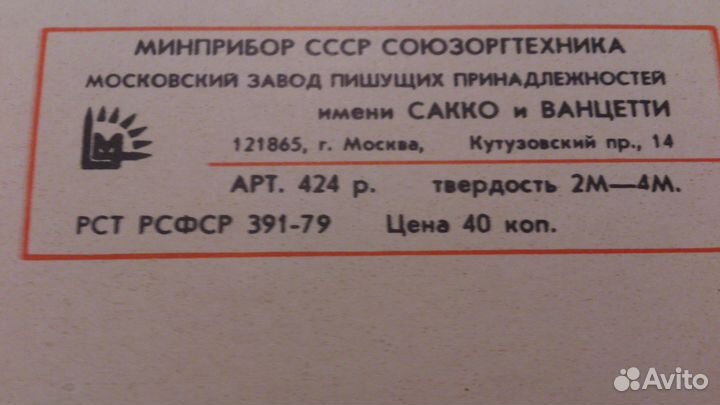 МИНПРИБОР СССР СОЮЗОРГТЕХНИКА
МОСКОВСКИЙ ЗАВОД ПИШУЩИХ ПРИНАДЛЕЖНОСТЕЙ
имени САККО и ВАНЦЕТТИ
М
121865, г. Москва, Кутузовский пр., 14
АРТ. 424 р. твердость 2М—4М.
РСТ РСФСР 391-79 Цена 40 коп.
Avito